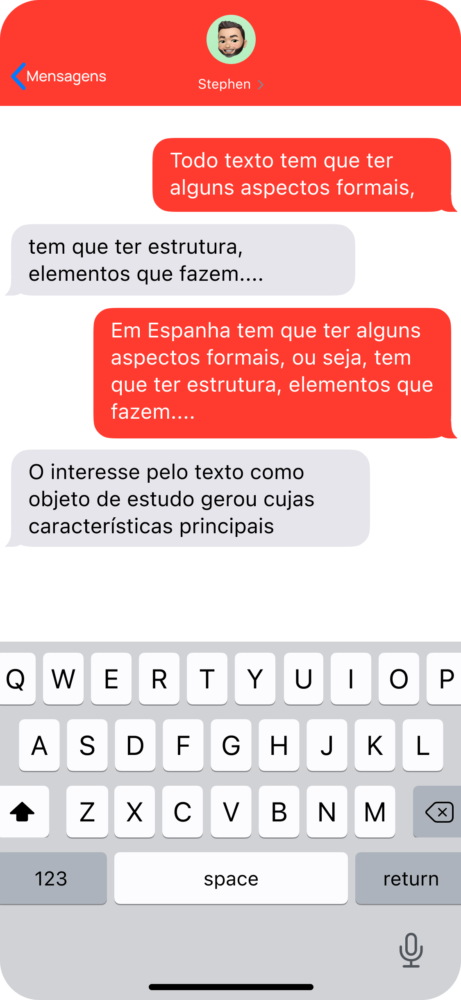 Mensagens
Stephen
Todo texto tem que ter
alguns aspectos formais,
tem que ter estrutura,
elementos que fazem....
Em Espanha tem que ter alguns
aspectos formais, ou seja, tem
que ter estrutura, elementos que
fazem....
O interesse pelo texto como
objeto de estudo gerou cujas
características principais
Q W E R T Y U I O P
A S D F G H J K L
Z X C V B N M
123 space return